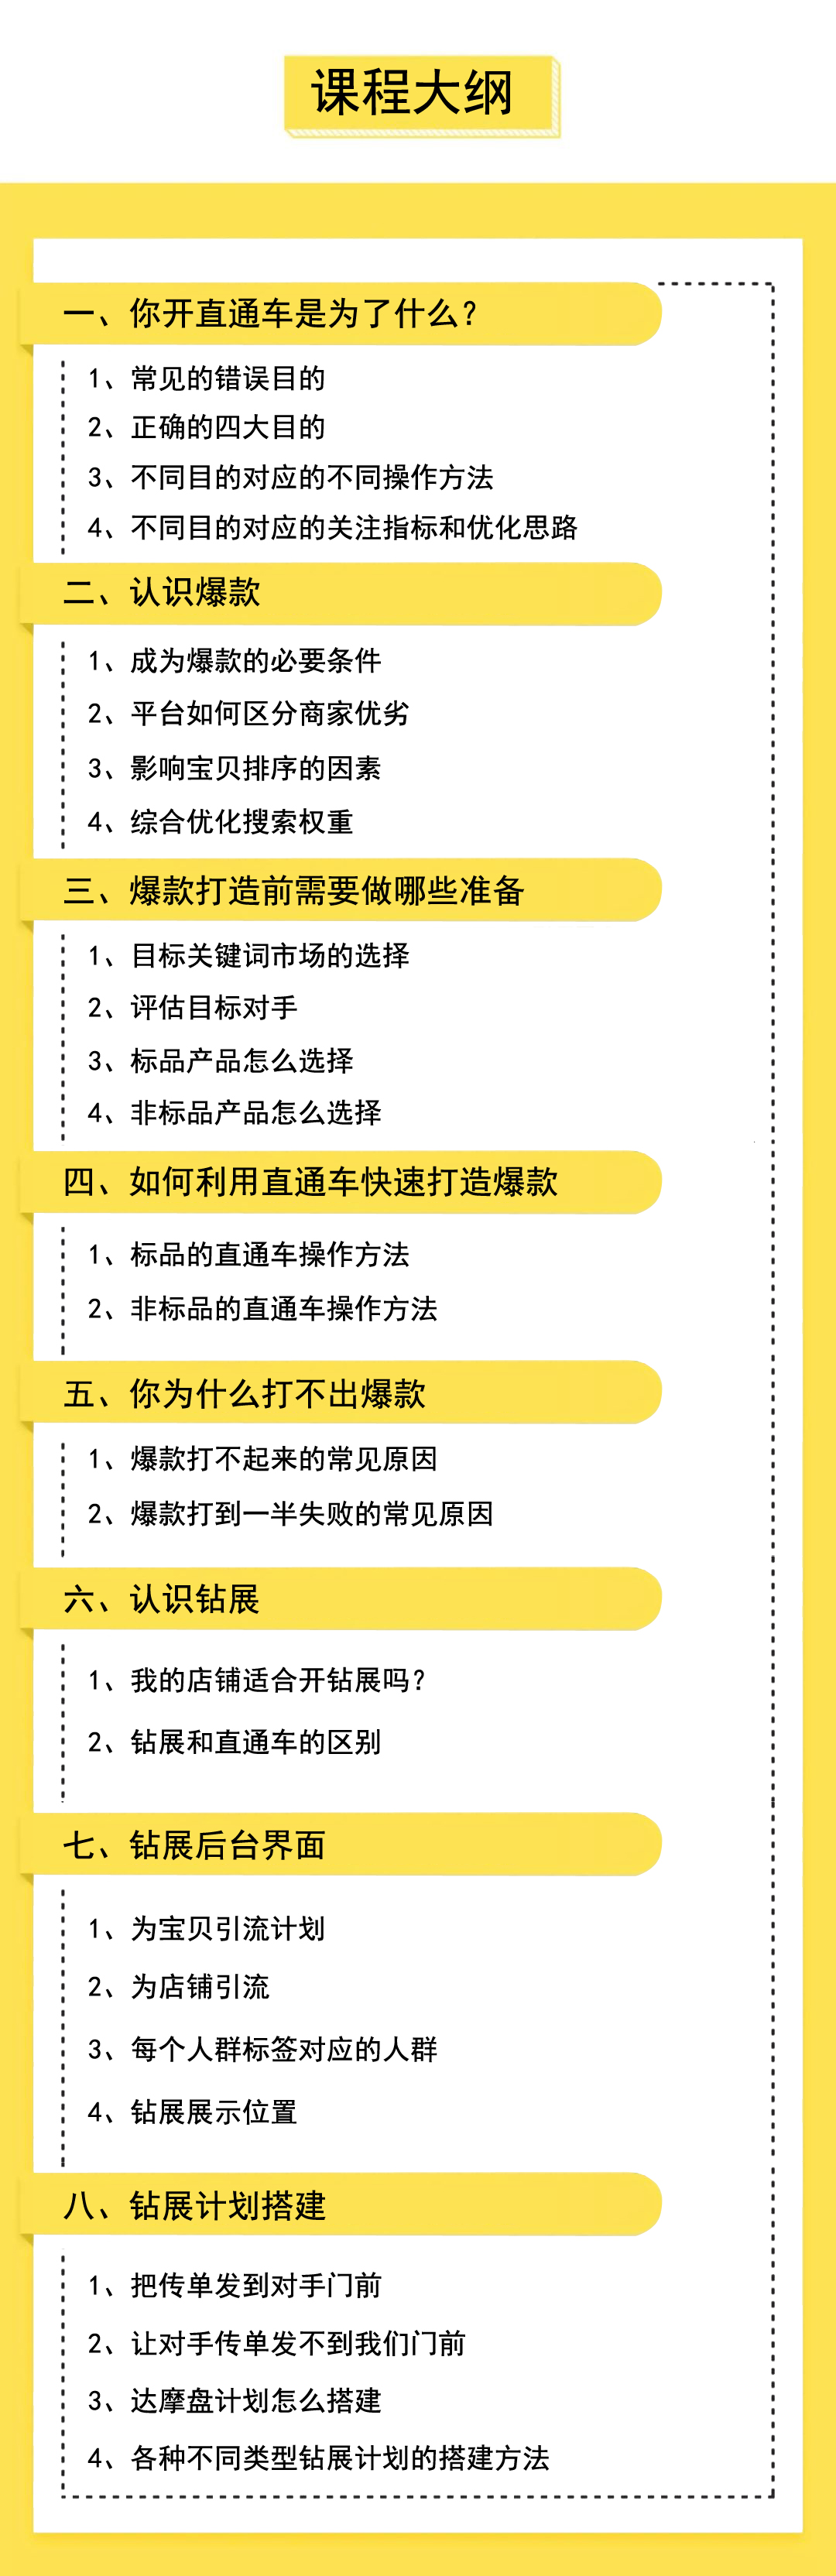 课程大纲
一、你开直通车是为了什么？
1、常见的错误目的
2、正确的四大目的
3、不同目的对应的不同操作方法
4、不同目的对应的关注指标和优化思路
二、认识爆款
1、成为爆款的必要条件
2、平台如何区分商家优劣
3、影响宝贝排序的因素
4、综合优化搜索权重
三、爆款打造前需要做哪些准备
1、目标关键词市场的选择
2、评估目标对手
3、标品产品怎么选择
4、非标品产品怎么选择
四、如何利用直通车快速打造爆款
1、标品的直通车操作方法
2、非标品的直通车操作方法
五、你为什么打不出爆款
1、爆款打不起来的常见原因
2、爆款打到一半失败的常见原因
六、认识钻展
1、我的店铺适合开钻展吗？
2、钻展和直通车的区别
七、钻展后台界面
1、为宝贝引流计划
2、为店铺引流
3、每个人群标签对应的人群
4、钻展展示位置
八、钻展计划搭建
1、把传单发到对手门前
2、让对手传单发不到我们门前
3、达摩盘计划怎么搭建
4、各种不同类型钻展计划的搭建方法